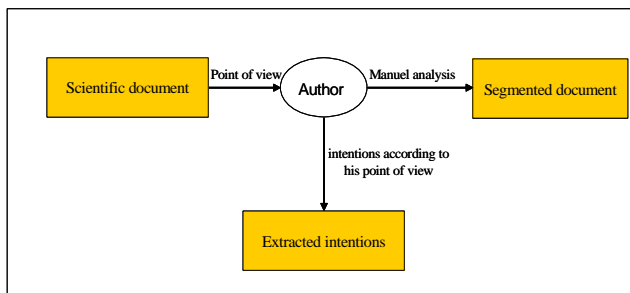 Point of view
Manuel analysis
Scientific document
Author
Segmented document
intentions according to
his point of view
Extracted intentions